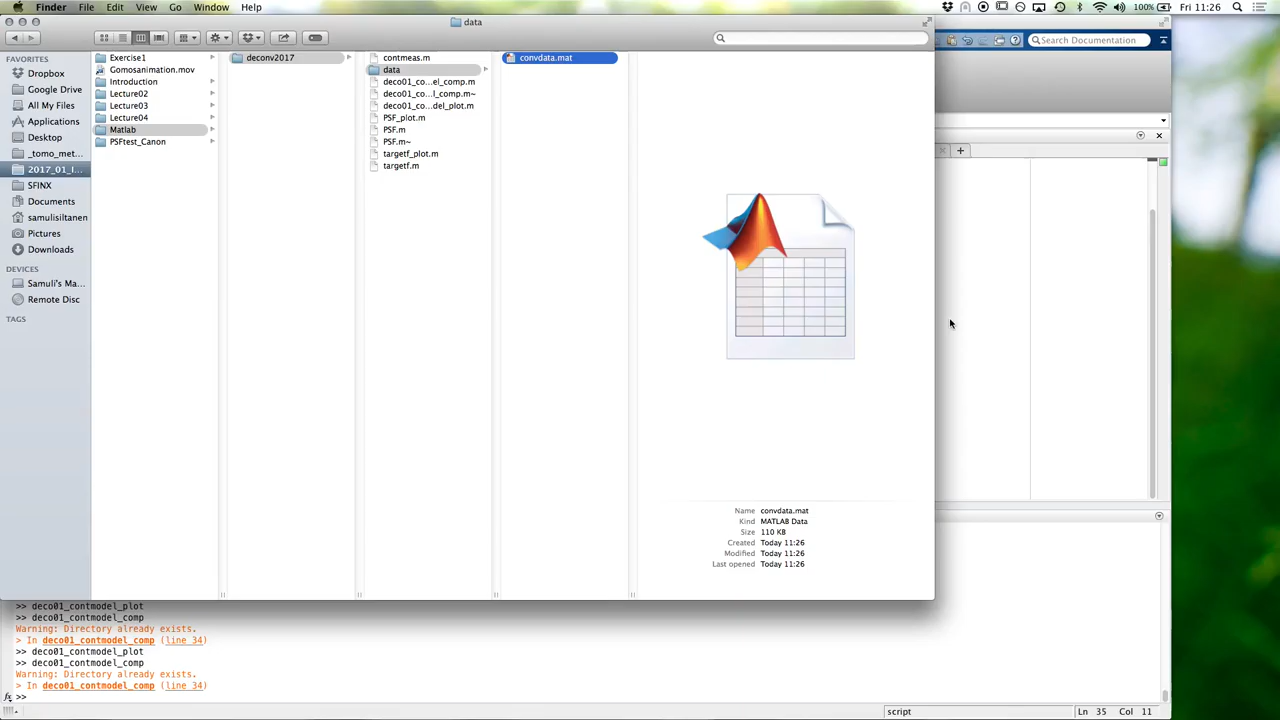 Finder File Edit View Go Window Help 100% Fri 11:26
data
Search Documentation
FAVORITES
Dropbox
Google Drive
All My Files
Applications
Desktop
_tomo_met...
2017_01_I...
SFINX
Documents
samulisiltanen
Pictures
Downloads
DEVICES
Samuli's Ma...
Remote Disc
TAGS
Exercise1
Gomosanimation.mov
Introduction
Lecture02
Lecture03
Lecture04
Matlab
PSFtest_Canon
deconv2017
contmeas.m
data
deco01_co...el_comp.m
deco01_co...l_comp.m~
deco01_co...del_plot.m
PSF_plot.m
PSF.m
PSF.m~
targetf_plot.m
targetf.m
convdata.mat
Name convdata.mat
Kind MATLAB Data
Size 110 KB
Created Today 11:26
Modified Today 11:26
Last opened Today 11:26
>> deco01_contmodel_plot
>> deco01_contmodel_comp
Warning: Directory already exists.
> In deco01_contmodel_comp (line 34)
>> deco01_contmodel_plot
>> deco01_contmodel_comp
Warning: Directory already exists.
> In deco01_contmodel_comp (line 34)
fx >>
script Ln 35 Col 11